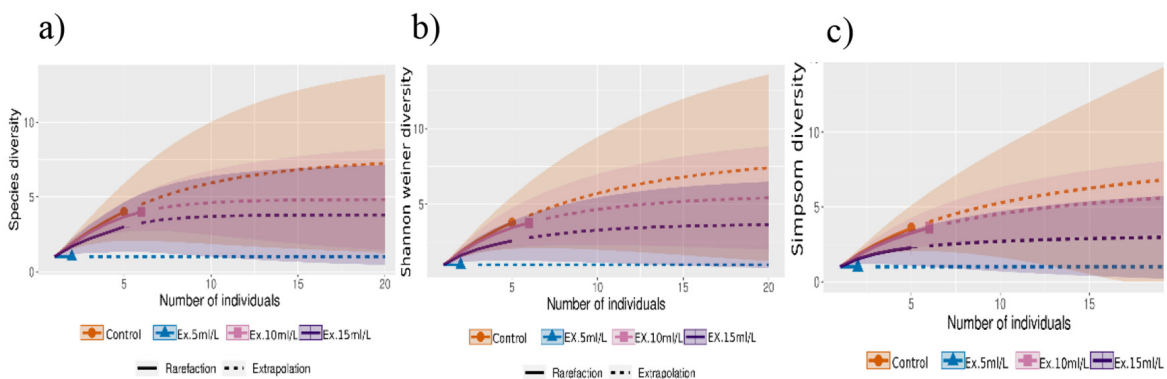 a)
Species diversity
10
5
0
5
10
15
20
Number of individuals
Control Ex.5ml/L Ex.10ml/L Ex.15ml/L
Rarefaction Extrapolation
b)
Shannon weiner diversity
10
5
5
10
15
20
Number of individuals
Control EX.5ml/L EX.10ml/L EX.15ml/L
Rarefaction Extrapolation
c)
Simpsom diversity
10
5
0
5
10
15
Number of individuals
Control Ex.5ml/L Ex.10ml/L Ex.15ml/L